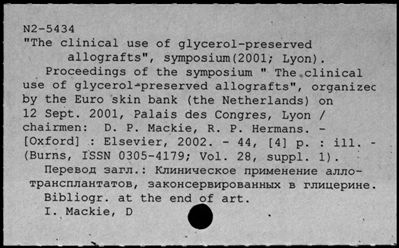 N2-5434
"The clinical use of glycerol-preserved
allografts", symposium(2001; Lyon).
Proceedings of the symposium " The clinical
use of glycerol-preserved allografts", organizec
by the Euro skin bank (the Netherlands) on
12 Sept. 2001, Palais des Congres, Lyon /
chairmen: D. P. Mackie, R. P. Hermans. -
[Oxford] : Elsevier, 2002. - 44, [4] p. : ill. -
(Burns, ISSN 0305-4179; Vol. 28, suppl. 1).
Перевод загл.: Клиническое применение алло-
трансплантатов, законсервированных в глицерине.
Bibliogr. at the end of art.
I. Mackie, D